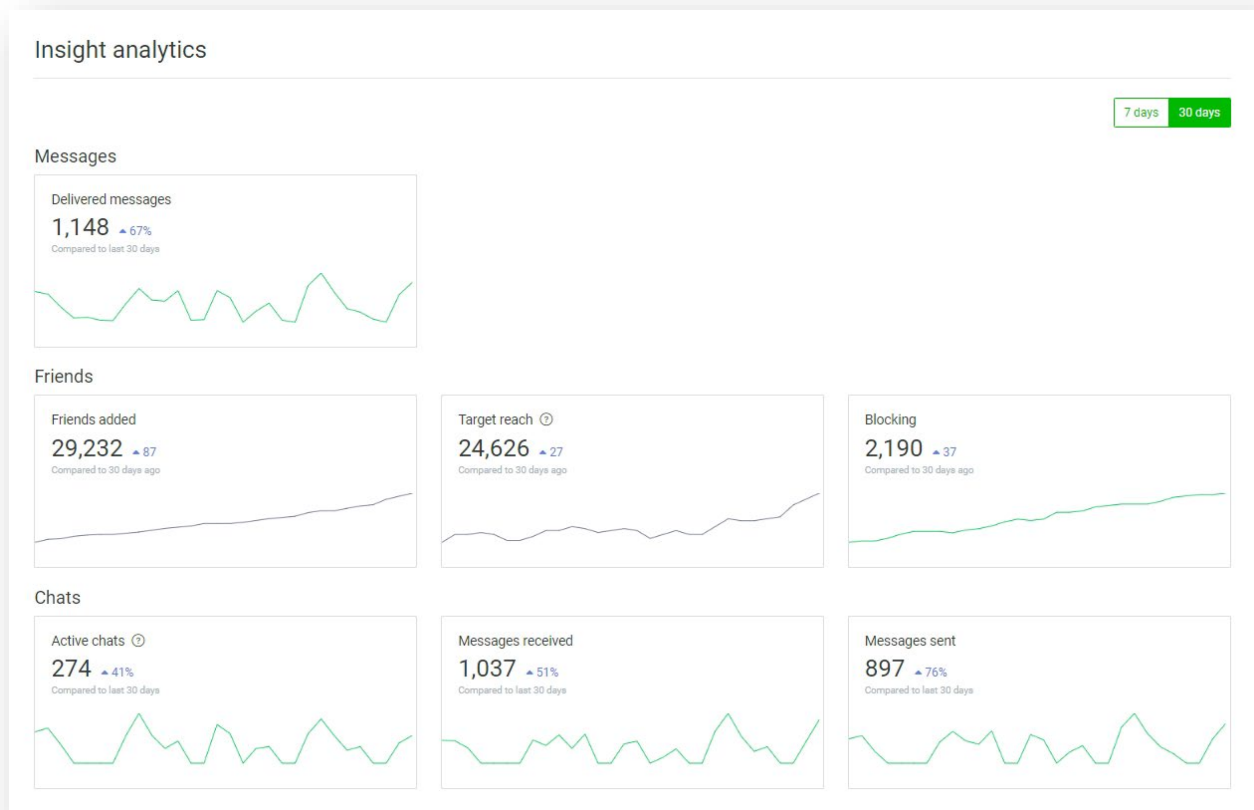 Insight analytics
7 days 30 days
Messages
Delivered messages
1,148 ▲ 67%
Compared to last 30 days
Friends
Friends added
29,232 ▲ 87
Compared to 30 days ago
Target reach ?
24,626 ▲ 27
Compared to 30 days ago
Blocking
2,190 ▲ 37
Compared to 30 days ago
Chats
Active chats ?
274 ▲ 41%
Compared to last 30 days
Messages received
1,037 ▲ 51%
Compared to last 30 days
Messages sent
897 ▲ 76%
Compared to last 30 days